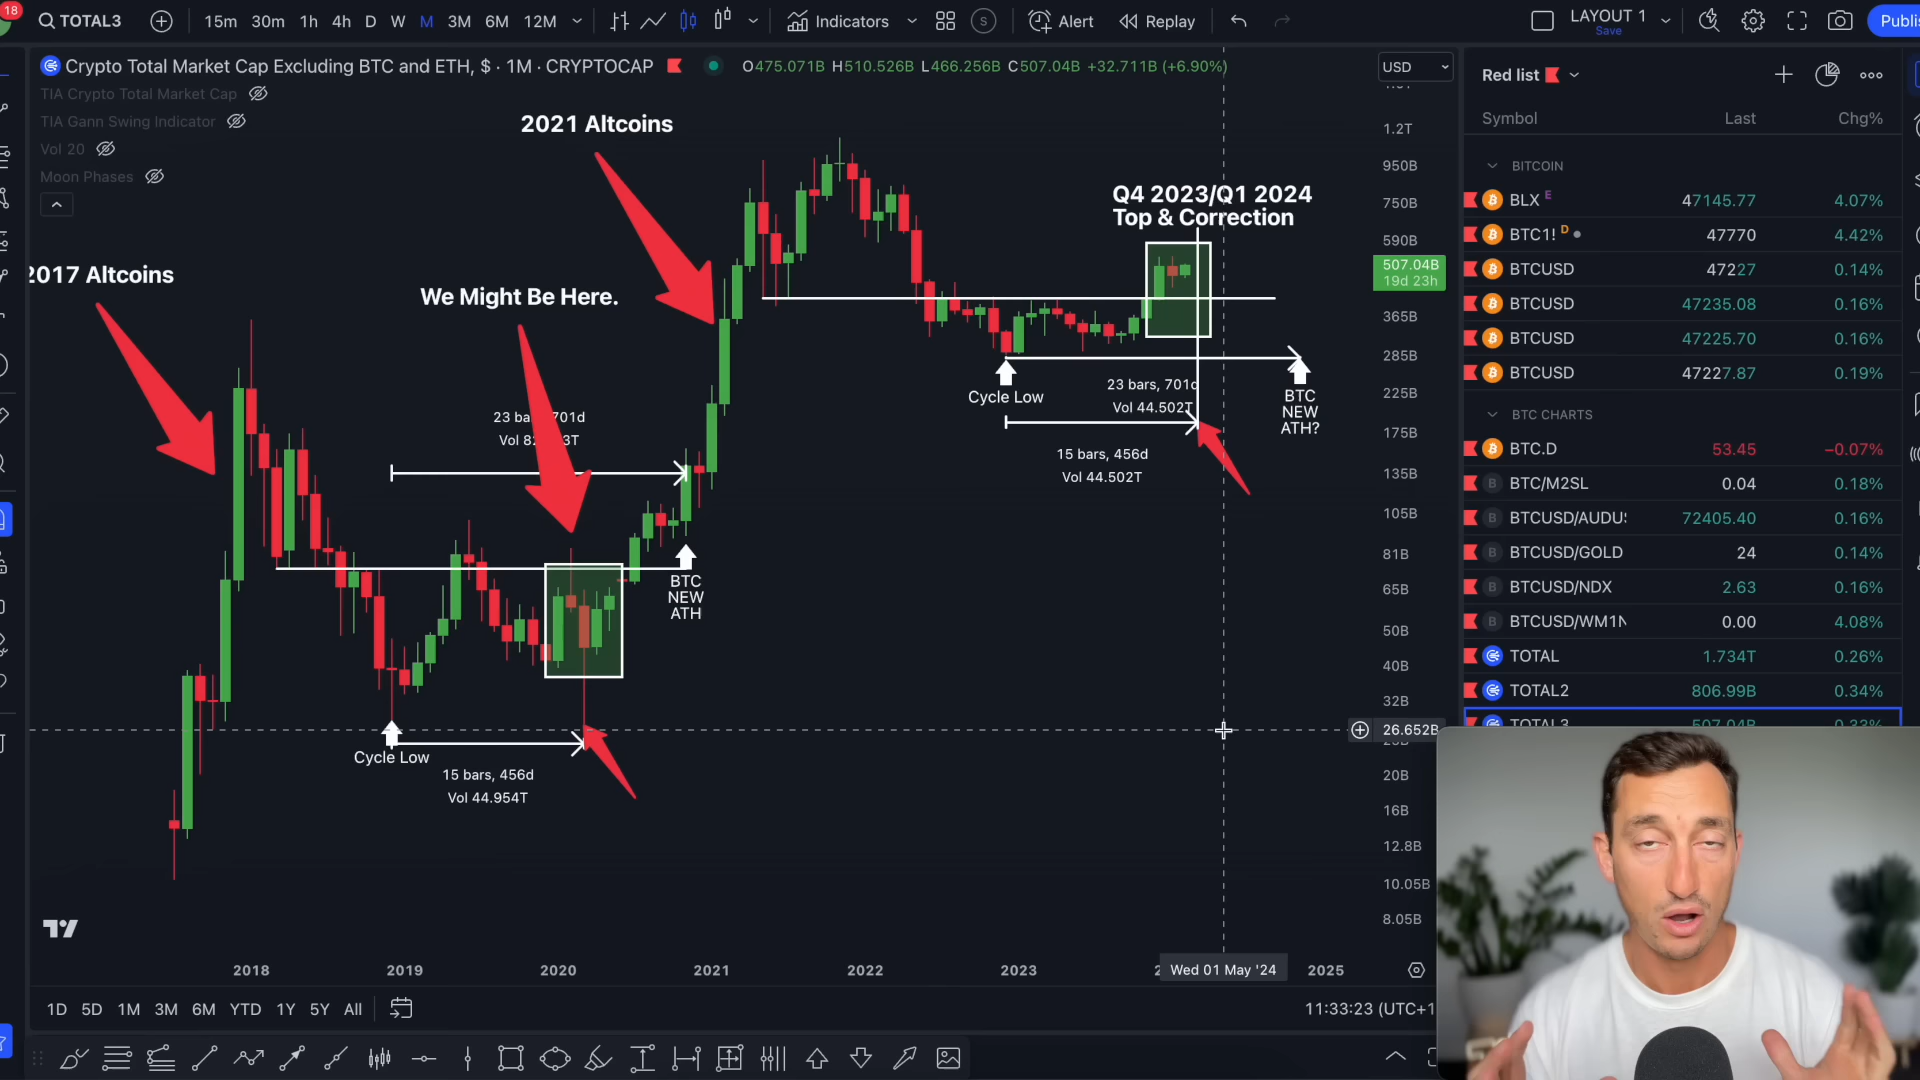 18
TOTAL3
15m 30m 1h 4h D W M 3M 6M 12M
Indicators
S
Alert
Replay
LAYOUT 1
Save
Publi
Crypto Total Market Cap Excluding BTC and ETH, $ · 1M · CRYPTOCAP
O475.071B H510.526B L466.256B C507.04B +32.711B (+6.90%)
USD
TIA Crypto Total Market Cap
TIA Gann Swing Indicator
Vol 20
Moon Phases
2017 Altcoins
2021 Altcoins
We Might Be Here.
Q4 2023/Q1 2024
Top & Correction
701d
23 bars, 701d
Vol 44.502T
15 bars, 456d
Vol 44.502T
Cycle Low
BTC
NEW
ATH?
BTC
NEW
ATH
Cycle Low
15 bars, 456d
Vol 44.954T
1.2T
950B
750B
590B
507.04B
19d 23h
365B
285B
225B
175B
135B
105B
81B
65B
50B
40B
32B
26.652B
20B
16B
12.8B
10.05B
8.05B
2018 2019 2020 2021 2022 2023 Wed 01 May '24 2025
1D 5D 1M 3M 6M YTD 1Y 5Y All
11:33:23 (UTC+1
Red list
Symbol Last Chg%
BITCOIN
BLX E 47145.77 4.07%
BTC1! D 47770 4.42%
BTCUSD 47227 0.14%
BTCUSD 47235.08 0.16%
BTCUSD 47225.70 0.16%
BTCUSD 47227.87 0.19%
BTC CHARTS
BTC.D 53.45 −0.07%
BTC/M2SL 0.04 0.18%
BTCUSD/AUDU 72405.40 0.16%
BTCUSD/GOLD 24 0.14%
BTCUSD/NDX 2.63 0.16%
BTCUSD/WM1N 0.00 4.08%
TOTAL 1.734T 0.26%
TOTAL2 806.99B 0.34%
TOTAL3 507.04B 0.33%